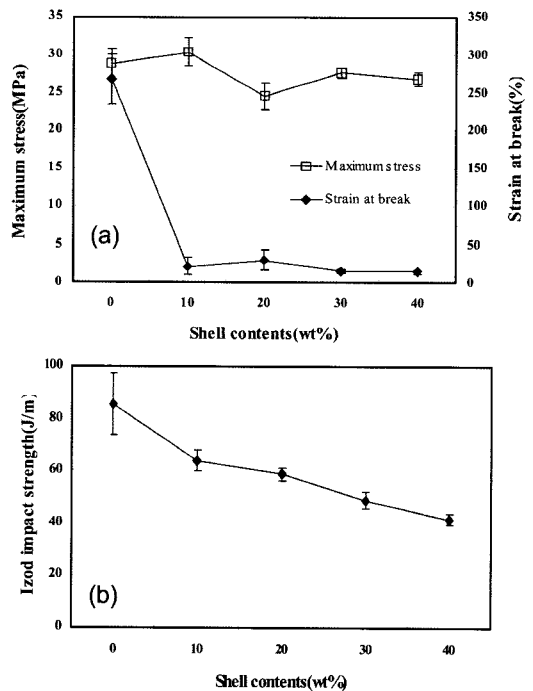 35
30
25
20
15
10
5
0
Maximum stress(MPa)
350
300
250
200
150
100
50
0
Strain at break(%)
Maximum stress
Strain at break
(a)
0 10 20 30 40
Shell contents(wt%)
100
80
60
40
20
0
Izod impact strength(J/m)
(b)
0 10 20 30 40
Shell contents(wt%)